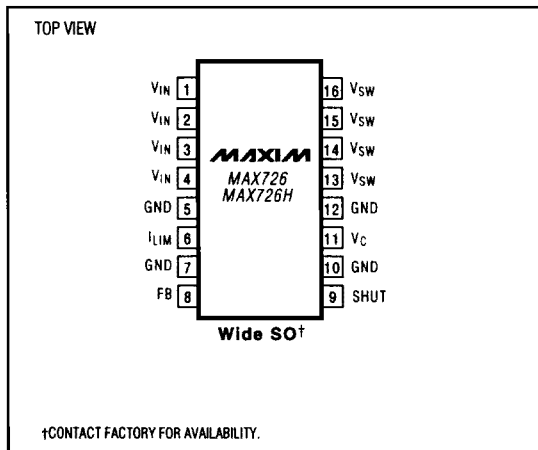 TOP VIEW
VIN 1
VIN 2
VIN 3
VIN 4
GND 5
ILIM 6
GND 7
FB 8
MAXIM
MAX726
MAX726H
16 VSW
15 VSW
14 VSW
13 VSW
12 GND
11 VC
10 GND
9 SHUT
Wide SO†
†CONTACT FACTORY FOR AVAILABILITY.